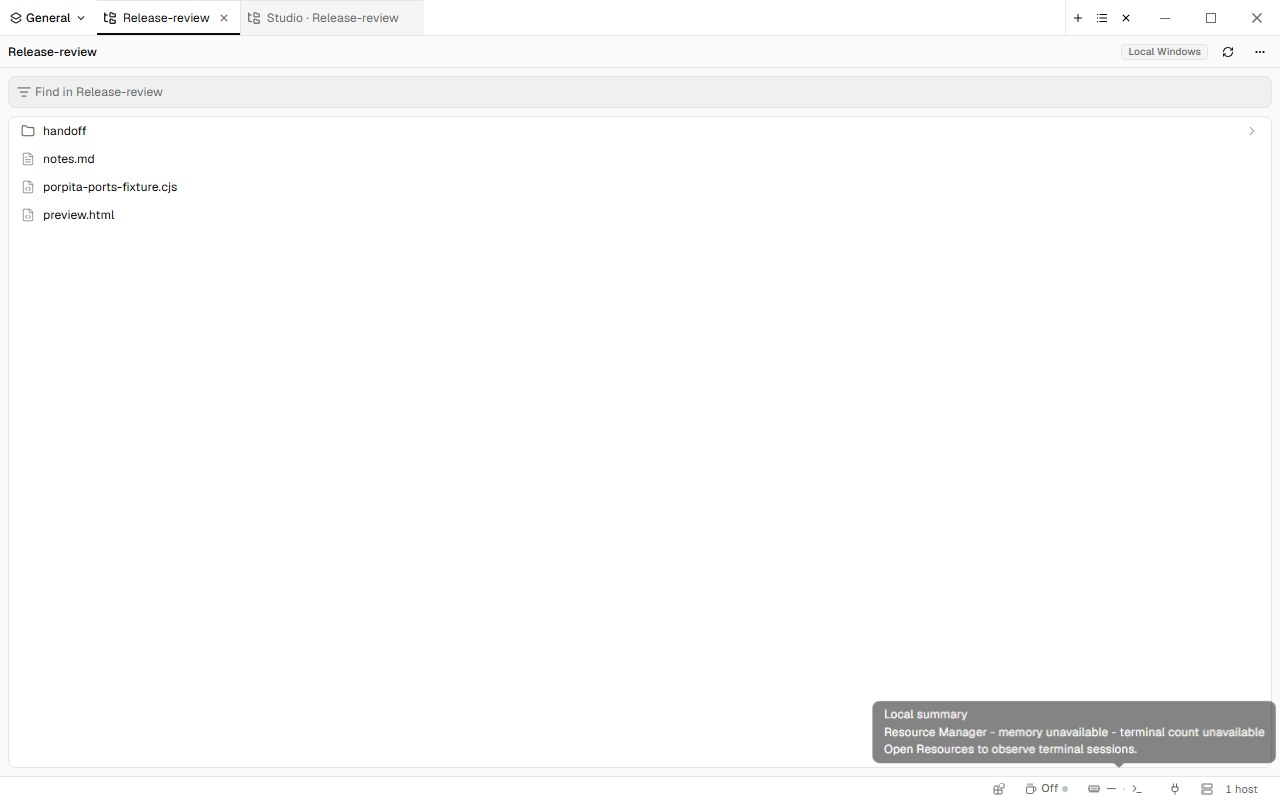 General
Release-review
Studio · Release-review
Release-review
Local Windows
Find in Release-review
handoff
notes.md
porpita-ports-fixture.cjs
preview.html
Local summary
Resource Manager - memory unavailable - terminal count unavailable
Open Resources to observe terminal sessions.
Off
— ·
1 host